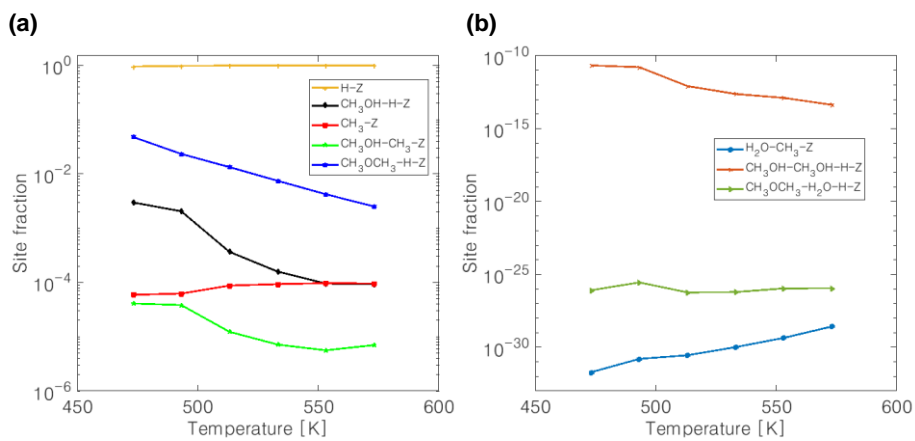 (a)
10⁰
10⁻²
10⁻⁴
10⁻⁶
Site fraction
450 500 550 600
Temperature [K]
H-Z
CH₃OH-H-Z
CH₃-Z
CH₃OH-CH₃-Z
CH₃OCH₃-H-Z
(b)
10⁻¹⁰
10⁻¹⁵
10⁻²⁰
10⁻²⁵
10⁻³⁰
Site fraction
450 500 550 600
Temperature [K]
H₂O-CH₃-Z
CH₃OH-CH₃OH-H-Z
CH₃OCH₃-H₂O-H-Z